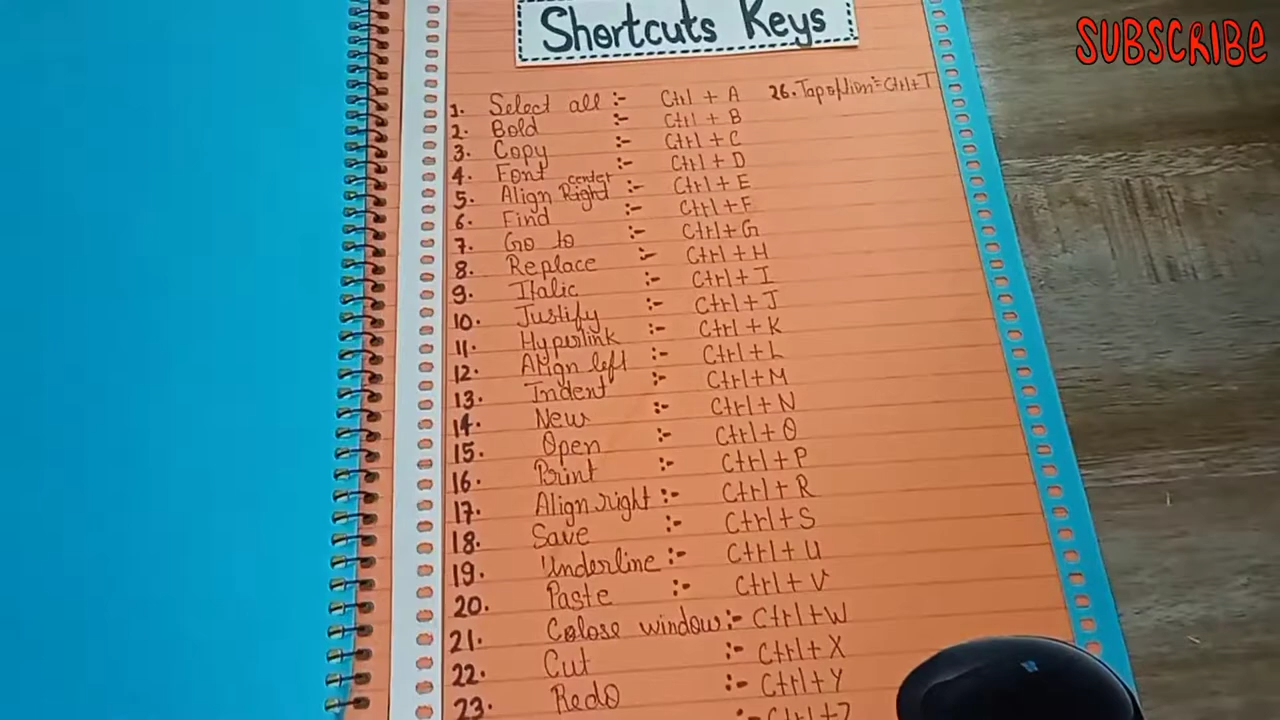 Shortcuts Keys
SUBSCRIBE
1. Select all :- Ctrl + A
26. Tap option = Ctrl+T
2. Bold :- Ctrl + B
3. Copy :- Ctrl + C
4. Font :- Ctrl + D
5. Align Right center :- Ctrl + E
6. Find :- Ctrl + F
7. Go to :- Ctrl + G
8. Replace :- Ctrl + H
9. Italic :- Ctrl + I
10. Justify :- Ctrl + J
11. Hyperlink :- Ctrl + K
12. Align left :- Ctrl + L
13. Indent :- Ctrl + M
14. New :- Ctrl + N
15. Open :- Ctrl + O
16. Print :- Ctrl + P
17. Align right :- Ctrl + R
18. Save :- Ctrl + S
19. Underline :- Ctrl + U
20. Paste :- Ctrl + V
21. Colose window :- Ctrl + W
22. Cut :- Ctrl + X
23. Redo :- Ctrl + Y
:- Ctrl + Z